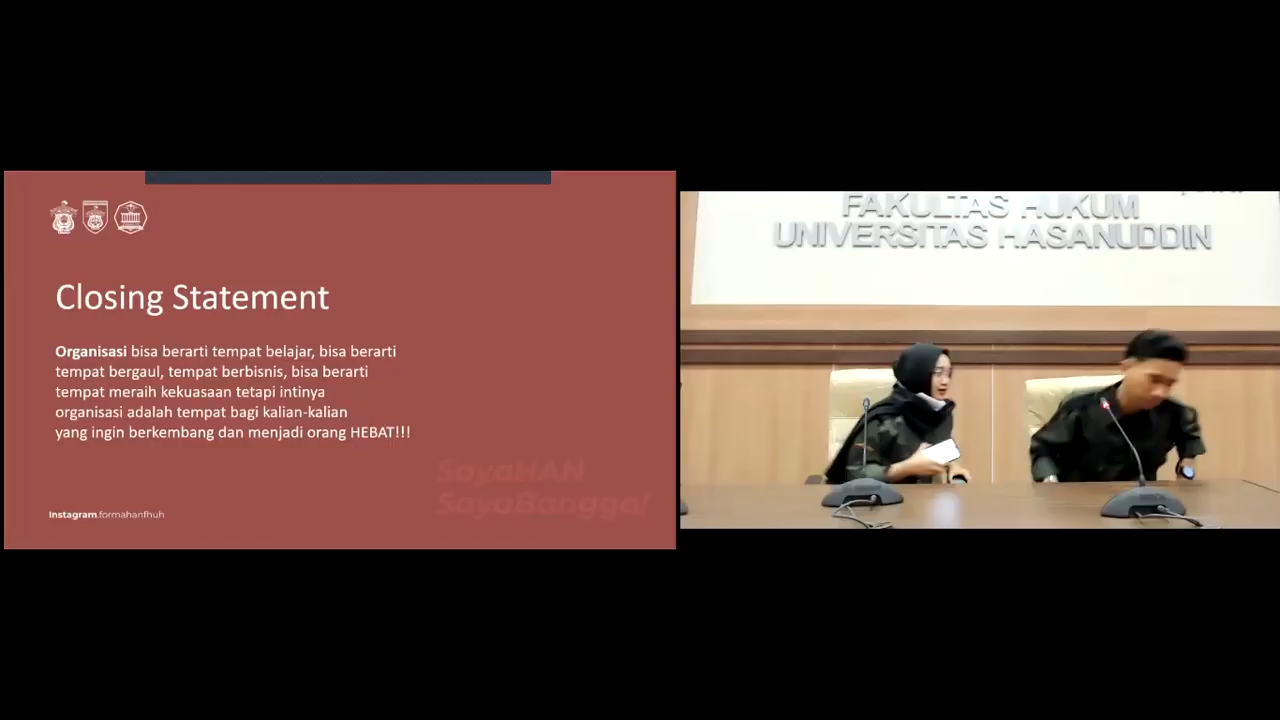 Closing Statement
Organisasi bisa berarti tempat belajar, bisa berarti
tempat bergaul, tempat berbisnis, bisa berarti
tempat meraih kekuasaan tetapi intinya
organisasi adalah tempat bagi kalian-kalian
yang ingin berkembang dan menjadi orang HEBAT!!!
SayaHAN
SayaBangga!
Instagram.formahanfhuh
FAKULTAS HUKUM
UNIVERSITAS HASANUDDIN